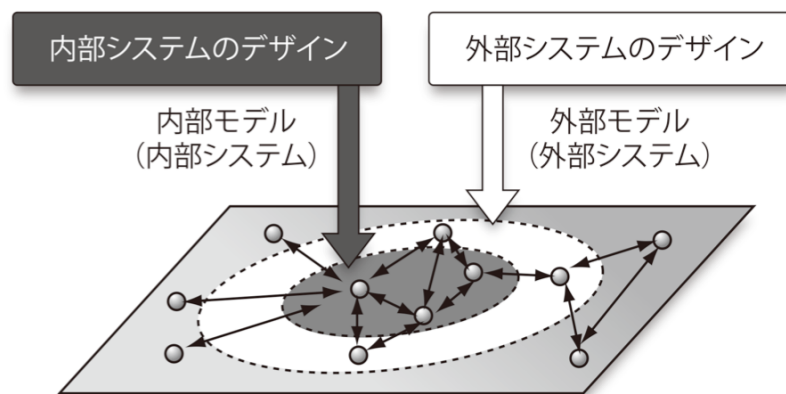 内部システムのデザイン
外部システムのデザイン
内部モデル
（内部システム）
外部モデル
（外部システム）